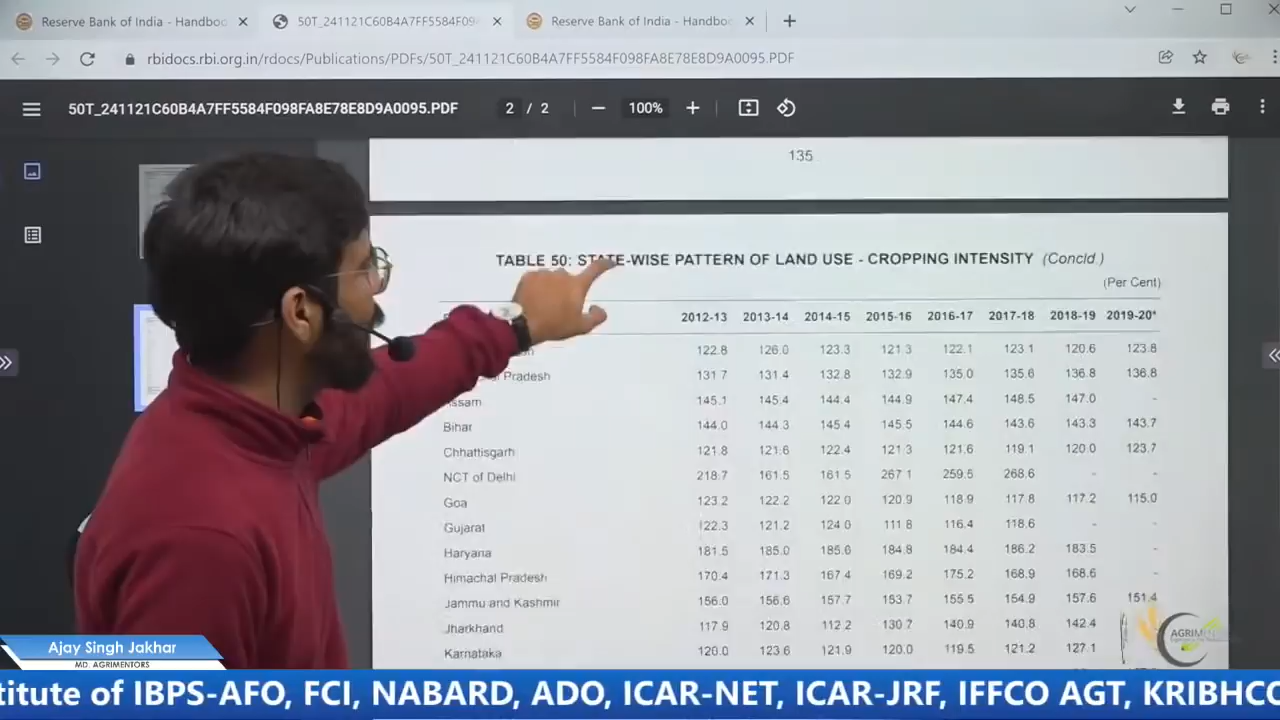 Reserve Bank of India - Handboo
50T_241121C60B4A7FF5584F098FA
Reserve Bank of India - Handboo
rbidocs.rbi.org.in/rdocs/Publications/PDFs/50T_241121C60B4A7FF5584F098FA8E78E8D9A0095.PDF
50T_241121C60B4A7FF5584F098FA8E78E8D9A0095.PDF
2 / 2
100%
135
TABLE 50: STATE-WISE PATTERN OF LAND USE - CROPPING INTENSITY (Concld.)
(Per Cent)
2012-13 2013-14 2014-15 2015-16 2016-17 2017-18 2018-19 2019-20*
122.8 126.0 123.3 121.3 122.1 123.1 120.6 123.8
Pradesh 131.7 131.4 132.8 132.9 135.0 135.6 136.8 136.8
Assam 145.1 145.4 144.4 144.9 147.4 148.5 147.0 -
Bihar 144.0 144.3 145.4 145.5 144.6 143.6 143.3 143.7
Chhattisgarh 121.8 121.6 122.4 121.3 121.6 119.1 120.0 123.7
NCT of Delhi 218.7 161.5 161.5 267.1 259.5 268.6 - -
Goa 123.2 122.2 122.0 120.9 118.9 117.8 117.2 115.0
Gujarat 122.3 121.2 124.0 111.8 116.4 118.6 - -
Haryana 181.5 185.0 185.0 184.8 184.4 186.2 183.5 -
Himachal Pradesh 170.4 171.3 167.4 169.2 175.2 168.9 168.6 -
Jammu and Kashmir 156.0 156.6 157.7 153.7 155.5 154.9 157.6 151.4
Jharkhand 117.9 120.8 112.2 130.7 140.9 140.8 142.4
Karnataka 120.0 123.6 121.9 120.0 119.5 121.2 127.1
Ajay Singh Jakhar
MD. AGRIMENTORS
titute of IBPS-AFO, FCI, NABARD, ADO, ICAR-NET, ICAR-JRF, IFFCO AGT, KRIBHCO